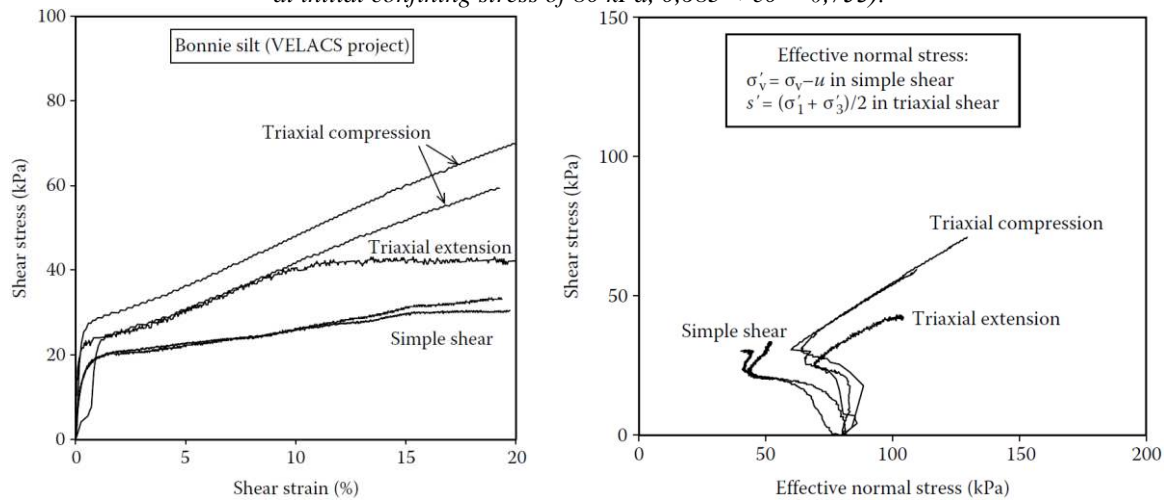 at initial confining stress of 80 kPa, 0,683 < e0 < 0,753).
100
80
60
40
20
0
Shear stress (kPa)
Bonnie silt (VELACS project)
Triaxial compression
Triaxial extension
Simple shear
0
5
10
15
20
Shear strain (%)
150
100
50
0
Shear stress (kPa)
Effective normal stress:
σ′v = σv–u in simple shear
s′ = (σ′1 + σ′3)/2 in triaxial shear
Triaxial compression
Simple shear
Triaxial extension
0
50
100
150
200
Effective normal stress (kPa)